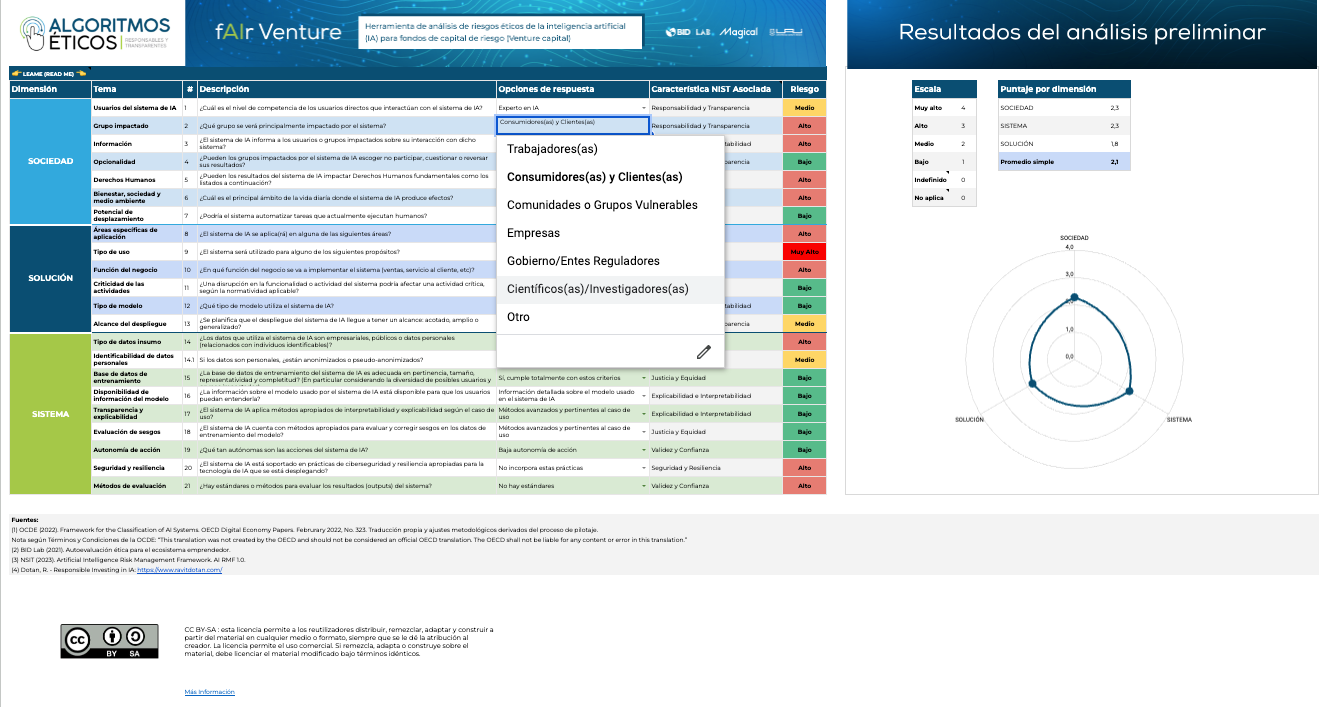 ALGORITMOS
ÉTICOS RESPONSABLES Y TRANSPARENTES
fAIr Venture
Herramienta de análisis de riesgos éticos de la inteligencia artificial
(IA) para fondos de capital de riesgo (Venture capital)
BID LAB Magical
Resultados del análisis preliminar
👉 LEAME (READ ME) 👈
Dimensión Tema # Descripción Opciones de respuesta Característica NIST Asociada Riesgo
SOCIEDAD
Usuarios del sistema de IA 1 ¿Cuál es el nivel de competencia de los usuarios directos que interactúan con el sistema de IA? Experto en IA Responsabilidad y Transparencia Medio
Grupo impactado 2 ¿Qué grupo se verá principalmente impactado por el sistema? Consumidores(as) y Clientes(as) Responsabilidad y Transparencia Alto
Información 3 ¿El sistema de IA informa a los usuarios o grupos impactados sobre su interacción con dicho
sistema? tabilidad Alto
Opcionalidad 4 ¿Pueden los grupos impactados por el sistema de IA escoger no participar, cuestionar o reversar
sus resultados? parencia Bajo
Derechos Humanos 5 ¿Pueden los resultados del sistema de IA impactar Derechos Humanos fundamentales como los
listados a continuación? Alto
Bienestar, sociedad y
medio ambiente 6 ¿Cuál es el principal ámbito de la vida diaria donde el sistema de IA produce efectos? Alto
Potencial de
desplazamiento 7 ¿Podría el sistema automatizar tareas que actualmente ejecutan humanos? Bajo
SOLUCIÓN
Áreas específicas de
aplicación 8 ¿El sistema de IA se aplica(rá) en alguna de las siguientes áreas? Alto
Tipo de uso 9 ¿El sistema será utilizado para alguno de los siguientes propósitos? Muy Alto
Función del negocio 10 ¿En qué función del negocio se va a implementar el sistema (ventas, servicio al cliente, etc)? Alto
Criticidad de las
actividades 11 ¿Una disrupción en la funcionalidad o actividad del sistema podría afectar una actividad crítica,
según la normatividad aplicable? Bajo
Tipo de modelo 12 ¿Qué tipo de modelo utiliza el sistema de IA? tabilidad Alto
Alcance del despliegue 13 ¿Se planifica que el despliegue del sistema de IA llegue a tener un alcance: acotado, amplio o
generalizado? parencia Medio
SISTEMA
Tipo de datos insumo 14 ¿Los datos que utiliza el sistema de IA son empresariales, públicos o datos personales
(relacionados con individuos identificables)? Alto
Identificabilidad de datos
personales 14.1 Si los datos son personales, ¿están anonimizados o pseudo-anonimizados? Medio
Base de datos de
entrenamiento 15 ¿La base de datos de entrenamiento del sistema de IA es adecuada en pertinencia, tamaño,
representatividad y completitud? (En particular considerando la diversidad de posibles usuarios y Sí, cumple totalmente con estos criterios Justicia y Equidad Bajo
Disponibilidad de
información del modelo 16 ¿La información sobre el modelo usado por el sistema de IA está disponible para que los usuarios
puedan entenderla? Información detallada sobre el modelo usado
en el sistema de IA Explicabilidad e Interpretabilidad Bajo
Transparencia y
explicabilidad 17 ¿El sistema de IA aplica métodos apropiados de interpretabilidad y explicabilidad según el caso de
uso? Métodos avanzados y pertinentes al caso de
uso Explicabilidad e Interpretabilidad Bajo
Evaluación de sesgos 18 ¿El sistema de IA cuenta con métodos apropiados para evaluar y corregir sesgos en los datos de
entrenamiento del modelo? Métodos avanzados y pertinentes al caso de
uso Justicia y Equidad Bajo
Autonomía de acción 19 ¿Qué tan autónomas son las acciones del sistema de IA? Baja autonomía de acción Validez y Confianza Bajo
Seguridad y resiliencia 20 ¿El sistema de IA está soportado en prácticas de ciberseguridad y resiliencia apropiadas para la
tecnología de IA que se está desplegando? No incorpora estas prácticas Seguridad y Resiliencia Alto
Métodos de evaluación 21 ¿Hay estándares o métodos para evaluar los resultados (outputs) del sistema? No hay estándares Validez y Confianza Alto
Trabajadores(as)
Consumidores(as) y Clientes(as)
Comunidades o Grupos Vulnerables
Empresas
Gobierno/Entes Reguladores
Científicos(as)/Investigadores(as)
Otro
Escala
Muy alto 4
Alto 3
Medio 2
Bajo 1
Indefinido 0
No aplica 0
Puntaje por dimensión
SOCIEDAD 2,3
SISTEMA 2,3
SOLUCIÓN 1,8
Promedio simple 2,1
SOCIEDAD
4,0
3,0
1,0
0,0
SOLUCIÓN
SISTEMA
Fuentes:
(1) OCDE (2022). Framework for the Classification of AI Systems. OECD Digital Economy Papers. Februrary 2022, No. 323. Traducción propia y ajustes metodológicos derivados del proceso de pilotaje.
Nota según Términos y Condiciones de la OCDE: "This translation was not created by the OECD and should not be considered an official OECD translation. The OECD shall not be liable for any content or error in this translation."
(2) BID Lab (2021). Autoevaluación ética para el ecosistema emprendedor.
(3) NSIT (2023). Artificial Intelligence Risk Management Framework. AI RMF 1.0.
(4) Dotan, R. - Responsible Investing in IA: https://www.ravitdotan.com/
cc BY SA
CC BY-SA : esta licencia permite a los reutilizadores distribuir, remezclar, adaptar y construir a
partir del material en cualquier medio o formato, siempre que se le dé la atribución al
creador. La licencia permite el uso comercial. Si remezcla, adapta o construye sobre el
material, debe licenciar el material modificado bajo términos idénticos.
Más Información